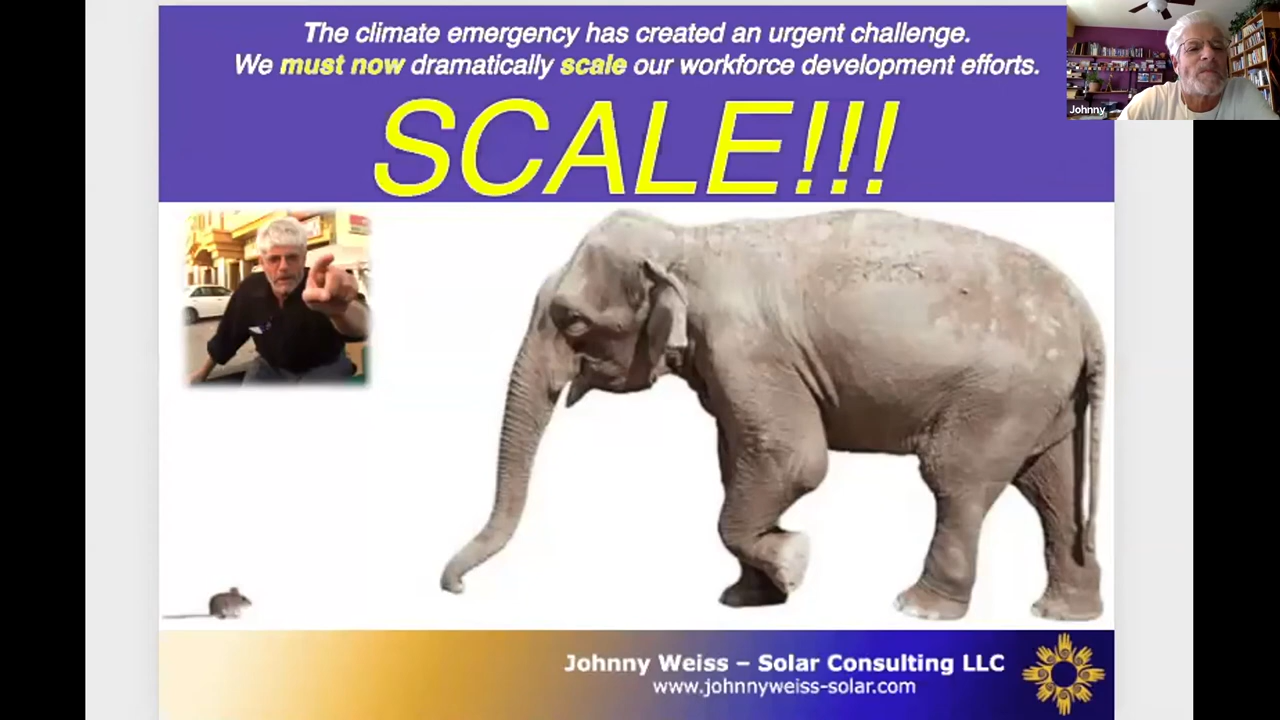 The climate emergency has created an urgent challenge.
We must now dramatically scale our workforce development efforts.
SCALE!!!
Johnny
Johnny Weiss – Solar Consulting LLC
www.johnnyweiss-solar.com